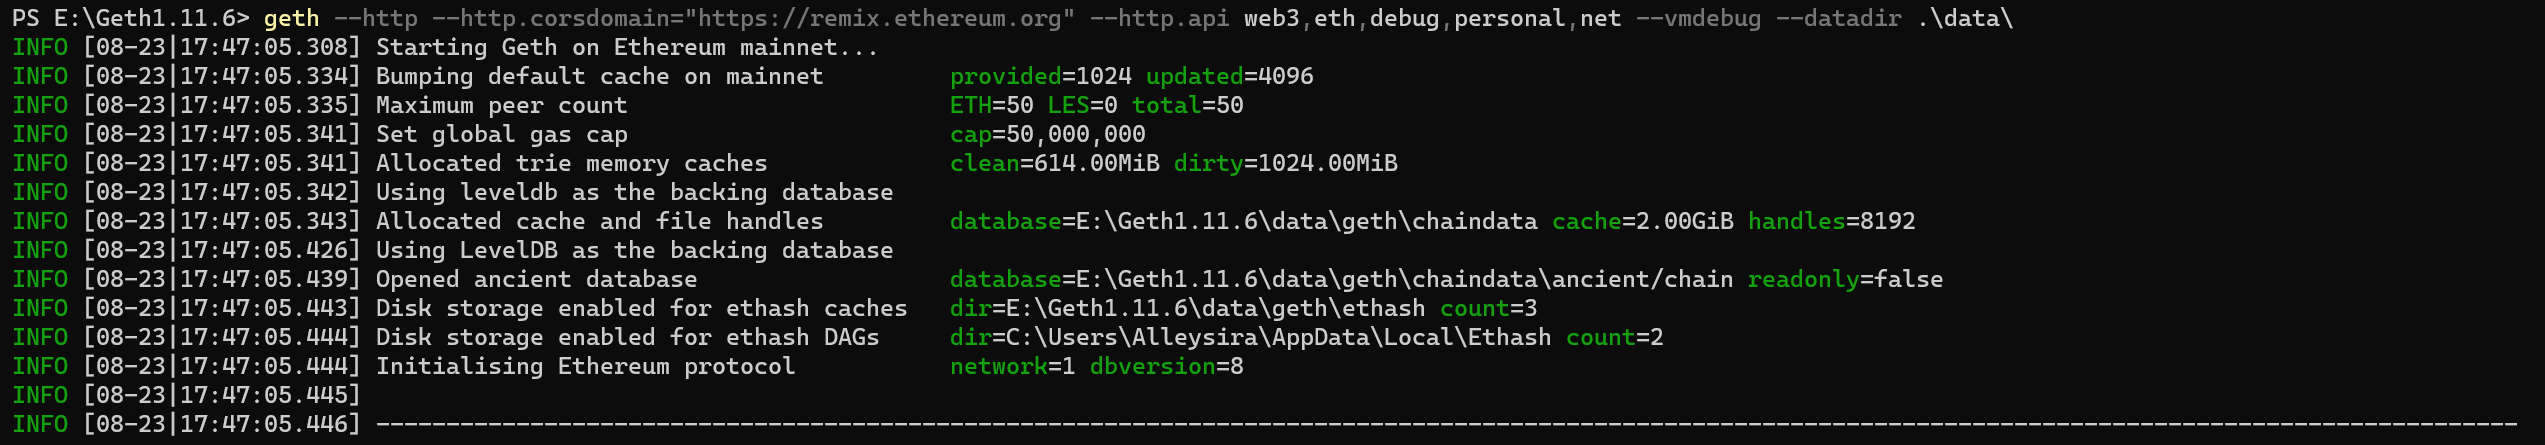 PS E:\Geth1.11.6> geth --http --http.corsdomain="https://remix.ethereum.org" --http.api web3,eth,debug,personal,net --vmdebug --datadir .\data\
INFO [08-23|17:47:05.308] Starting Geth on Ethereum mainnet...
INFO [08-23|17:47:05.334] Bumping default cache on mainnet         provided=1024 updated=4096
INFO [08-23|17:47:05.335] Maximum peer count                       ETH=50 LES=0 total=50
INFO [08-23|17:47:05.341] Set global gas cap                       cap=50,000,000
INFO [08-23|17:47:05.341] Allocated trie memory caches             clean=614.00MiB dirty=1024.00MiB
INFO [08-23|17:47:05.342] Using leveldb as the backing database
INFO [08-23|17:47:05.343] Allocated cache and file handles         database=E:\Geth1.11.6\data\geth\chaindata cache=2.00GiB handles=8192
INFO [08-23|17:47:05.426] Using LevelDB as the backing database
INFO [08-23|17:47:05.439] Opened ancient database                  database=E:\Geth1.11.6\data\geth\chaindata\ancient/chain readonly=false
INFO [08-23|17:47:05.443] Disk storage enabled for ethash caches   dir=E:\Geth1.11.6\data\geth\ethash count=3
INFO [08-23|17:47:05.444] Disk storage enabled for ethash DAGs     dir=C:\Users\Alleysira\AppData\Local\Ethash count=2
INFO [08-23|17:47:05.444] Initialising Ethereum protocol           network=1 dbversion=8
INFO [08-23|17:47:05.445]
INFO [08-23|17:47:05.446] ---------------------------------------------------------------------------------------------------------------------------------------------------------